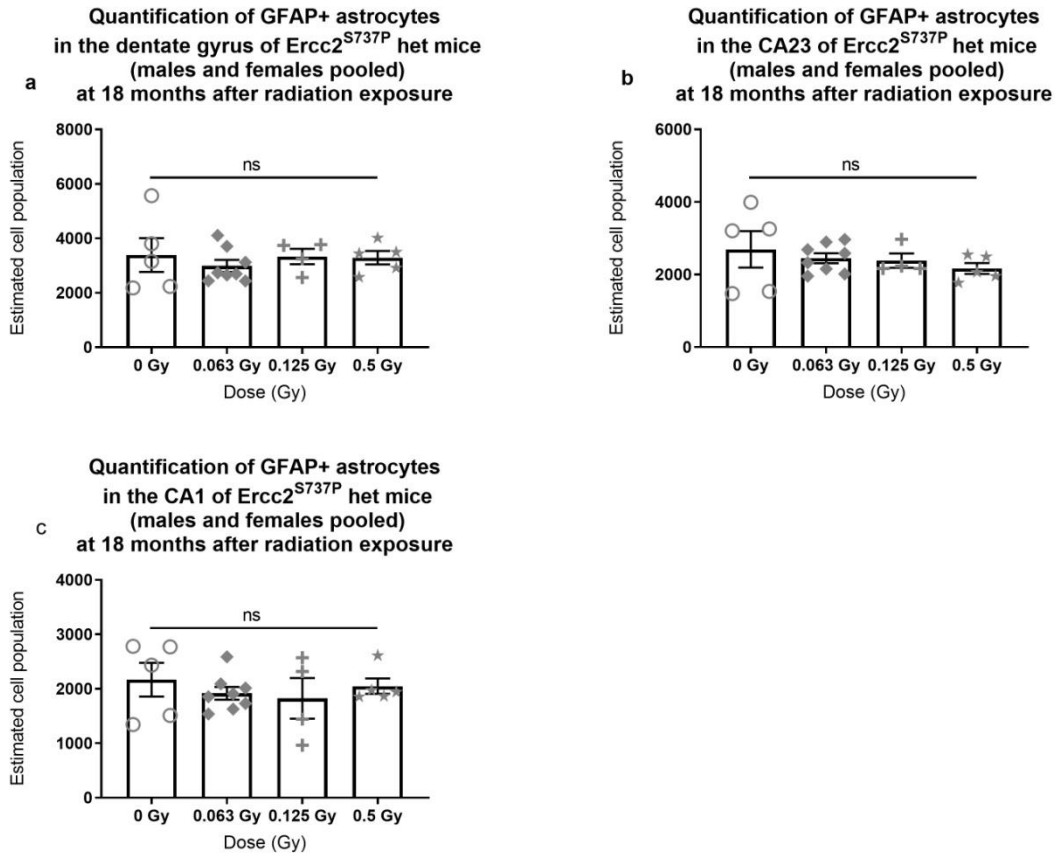 Quantification of GFAP+ astrocytes
in the dentate gyrus of Ercc2S737P het mice
(males and females pooled)
a
at 18 months after radiation exposure
Estimated cell population
8000
6000
4000
2000
0
ns
0 Gy 0.063 Gy 0.125 Gy 0.5 Gy
Dose (Gy)
Quantification of GFAP+ astrocytes
in the CA23 of Ercc2S737P het mice
(males and females pooled)
b
at 18 months after radiation exposure
Estimated cell population
6000
4000
2000
0
ns
0 Gy 0.063 Gy 0.125 Gy 0.5 Gy
Dose (Gy)
Quantification of GFAP+ astrocytes
in the CA1 of Ercc2S737P het mice
(males and females pooled)
c
at 18 months after radiation exposure
Estimated cell population
4000
3000
2000
1000
0
ns
0 Gy 0.063 Gy 0.125 Gy 0.5 Gy
Dose (Gy)